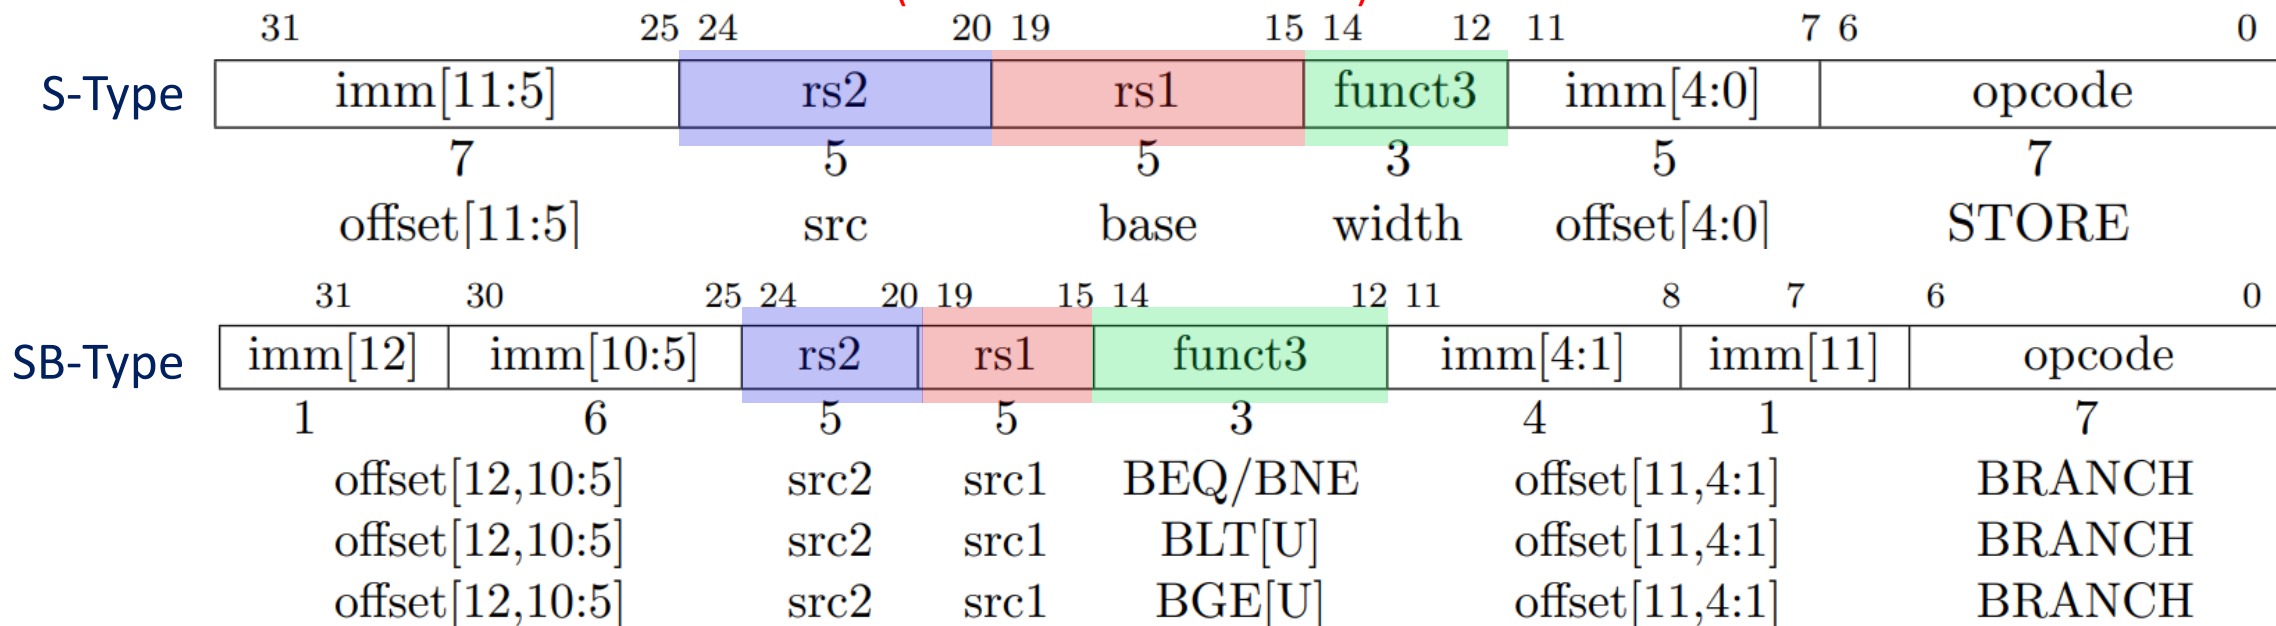 31 25 24 20 19 15 14 12 11 7 6 0
S-Type imm[11:5] rs2 rs1 funct3 imm[4:0] opcode
7 5 5 3 5 7
offset[11:5] src base width offset[4:0] STORE
31 30 25 24 20 19 15 14 12 11 8 7 6 0
SB-Type imm[12] imm[10:5] rs2 rs1 funct3 imm[4:1] imm[11] opcode
1 6 5 5 3 4 1 7
offset[12,10:5] src2 src1 BEQ/BNE offset[11,4:1] BRANCH
offset[12,10:5] src2 src1 BLT[U] offset[11,4:1] BRANCH
offset[12,10:5] src2 src1 BGE[U] offset[11,4:1] BRANCH